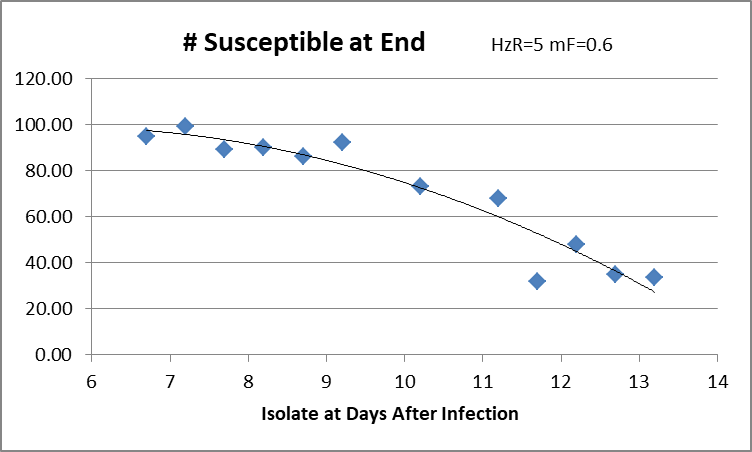 # Susceptible at End
HzR=5 mF=0.6
120.00
100.00
80.00
60.00
40.00
20.00
0.00
6 7 8 9 10 11 12 13 14
Isolate at Days After Infection